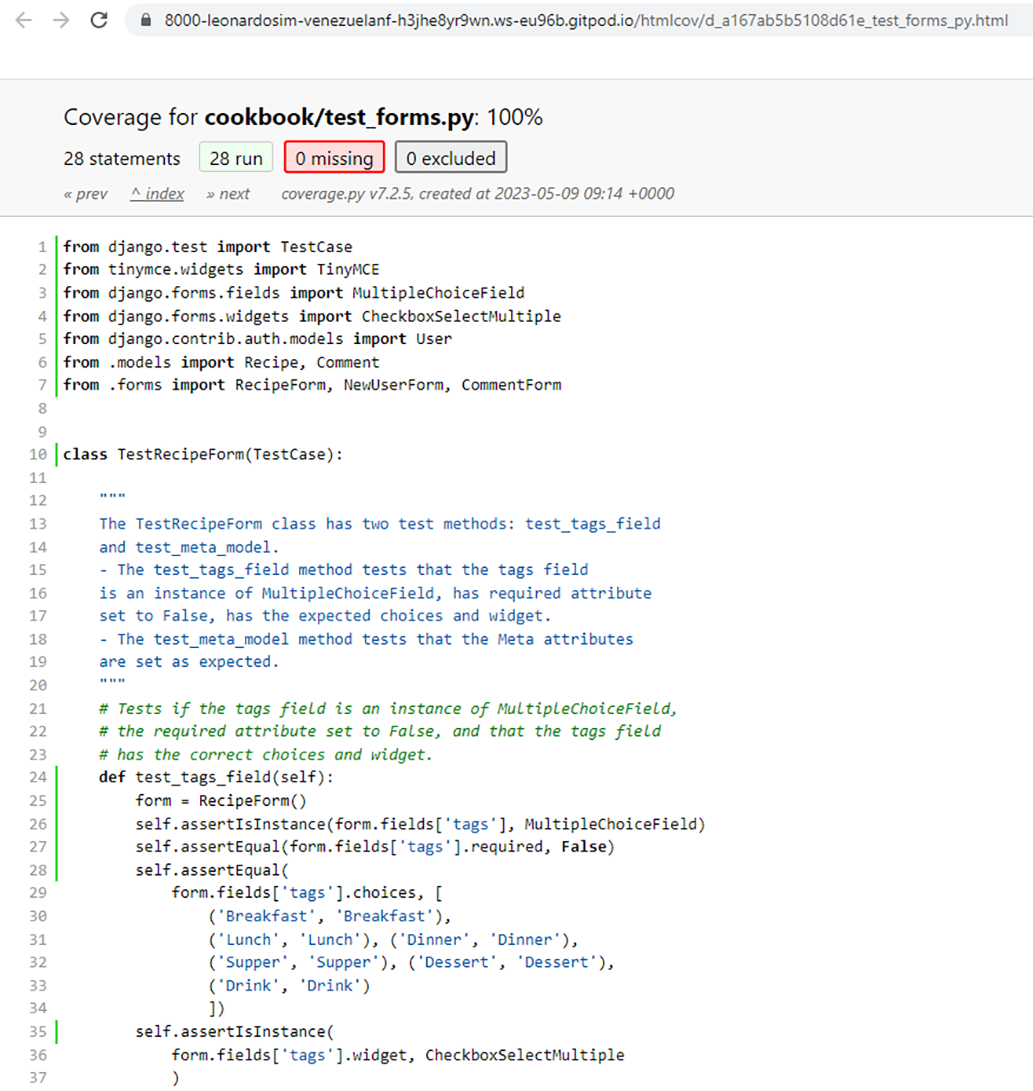 8000-leonardosim-venezuelanf-h3jhe8yr9wn.ws-eu96b.gitpod.io/htmlcov/d_a167ab5b5108d61e_test_forms_py.html
Coverage for cookbook/test_forms.py: 100%
28 statements 28 run 0 missing 0 excluded
« prev ^ index » next coverage.py v7.2.5, created at 2023-05-09 09:14 +0000
1 from django.test import TestCase
2 from tinymce.widgets import TinyMCE
3 from django.forms.fields import MultipleChoiceField
4 from django.forms.widgets import CheckboxSelectMultiple
5 from django.contrib.auth.models import User
6 from .models import Recipe, Comment
7 from .forms import RecipeForm, NewUserForm, CommentForm
8
9
10 class TestRecipeForm(TestCase):
11
12     """
13     The TestRecipeForm class has two test methods: test_tags_field
14     and test_meta_model.
15     - The test_tags_field method tests that the tags field
16     is an instance of MultipleChoiceField, has required attribute
17     set to False, has the expected choices and widget.
18     - The test_meta_model method tests that the Meta attributes
19     are set as expected.
20     """
21     # Tests if the tags field is an instance of MultipleChoiceField,
22     # the required attribute set to False, and that the tags field
23     # has the correct choices and widget.
24     def test_tags_field(self):
25         form = RecipeForm()
26         self.assertIsInstance(form.fields['tags'], MultipleChoiceField)
27         self.assertEqual(form.fields['tags'].required, False)
28         self.assertEqual(
29             form.fields['tags'].choices, [
30                 ('Breakfast', 'Breakfast'),
31                 ('Lunch', 'Lunch'), ('Dinner', 'Dinner'),
32                 ('Supper', 'Supper'), ('Dessert', 'Dessert'),
33                 ('Drink', 'Drink')
34                 ])
35         self.assertIsInstance(
36             form.fields['tags'].widget, CheckboxSelectMultiple
37             )